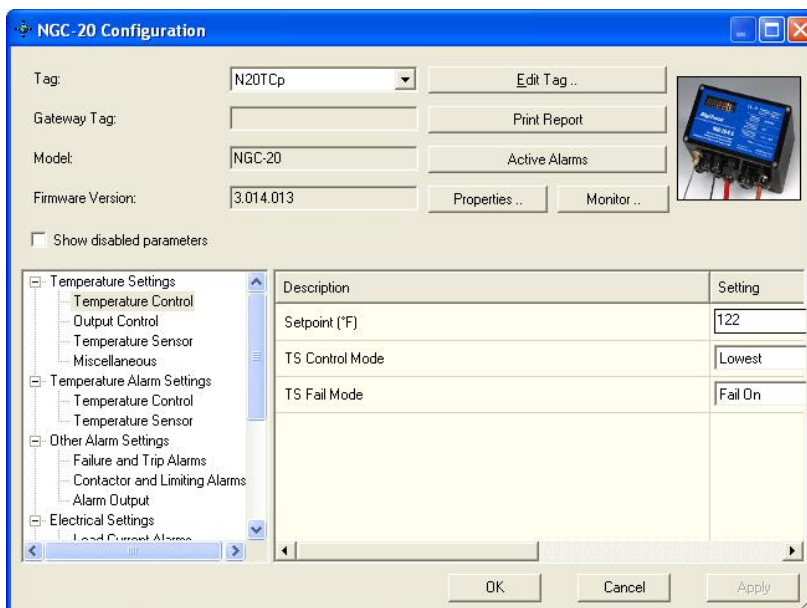 NGC-20 Configuration
Tag:
N20TCp
Edit Tag ..
Gateway Tag:
Print Report
Model:
NGC-20
Active Alarms
Firmware Version:
3.014.013
Properties ..
Monitor ..
Show disabled parameters
Temperature Settings
Temperature Control
Output Control
Temperature Sensor
Miscellaneous
Temperature Alarm Settings
Temperature Control
Temperature Sensor
Other Alarm Settings
Failure and Trip Alarms
Contactor and Limiting Alarms
Alarm Output
Electrical Settings
Load Current Alarms
Description
Setting
Setpoint (°F)
122
TS Control Mode
Lowest
TS Fail Mode
Fail On
OK
Cancel
Apply